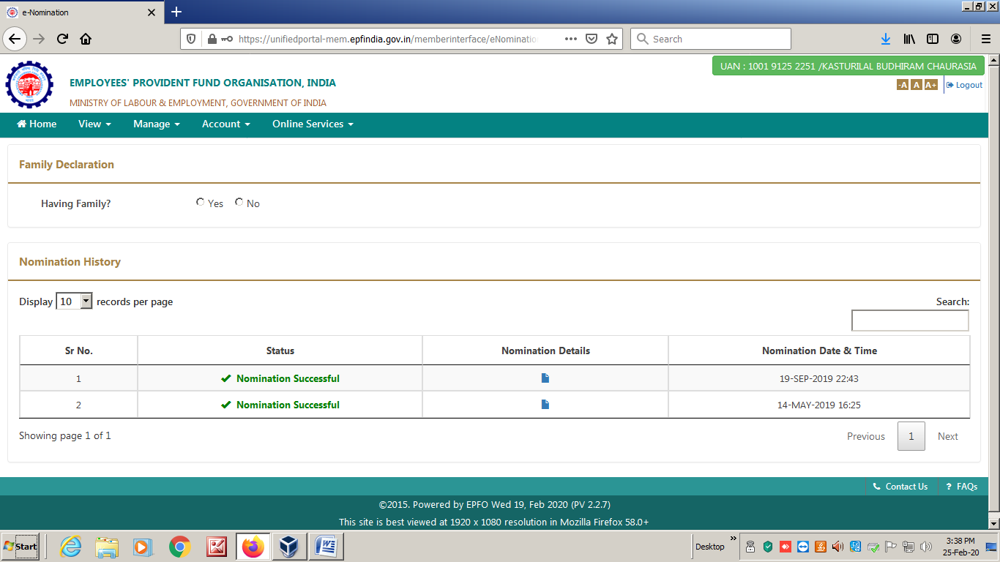 e-Nomination
https://unifiedportal-mem.epfindia.gov.in/memberinterface/eNominatio
Search
UAN : 1001 9125 2251 /KASTURILAL BUDHIRAM CHAURASIA
EMPLOYEES' PROVIDENT FUND ORGANISATION, INDIA
-A A A+ Logout
MINISTRY OF LABOUR & EMPLOYMENT, GOVERNMENT OF INDIA
Home View Manage Account Online Services
Family Declaration
Having Family? Yes No
Nomination History
Display 10 records per page
Search:
Sr No. Status Nomination Details Nomination Date & Time
1 Nomination Successful 19-SEP-2019 22:43
2 Nomination Successful 14-MAY-2019 16:25
Showing page 1 of 1
Previous 1 Next
Contact Us ? FAQs
©2015. Powered by EPFO Wed 19, Feb 2020 (PV 2.2.7)
This site is best viewed at 1920 x 1080 resolution in Mozilla Firefox 58.0+
Start
Desktop »
3:38 PM
25-Feb-20